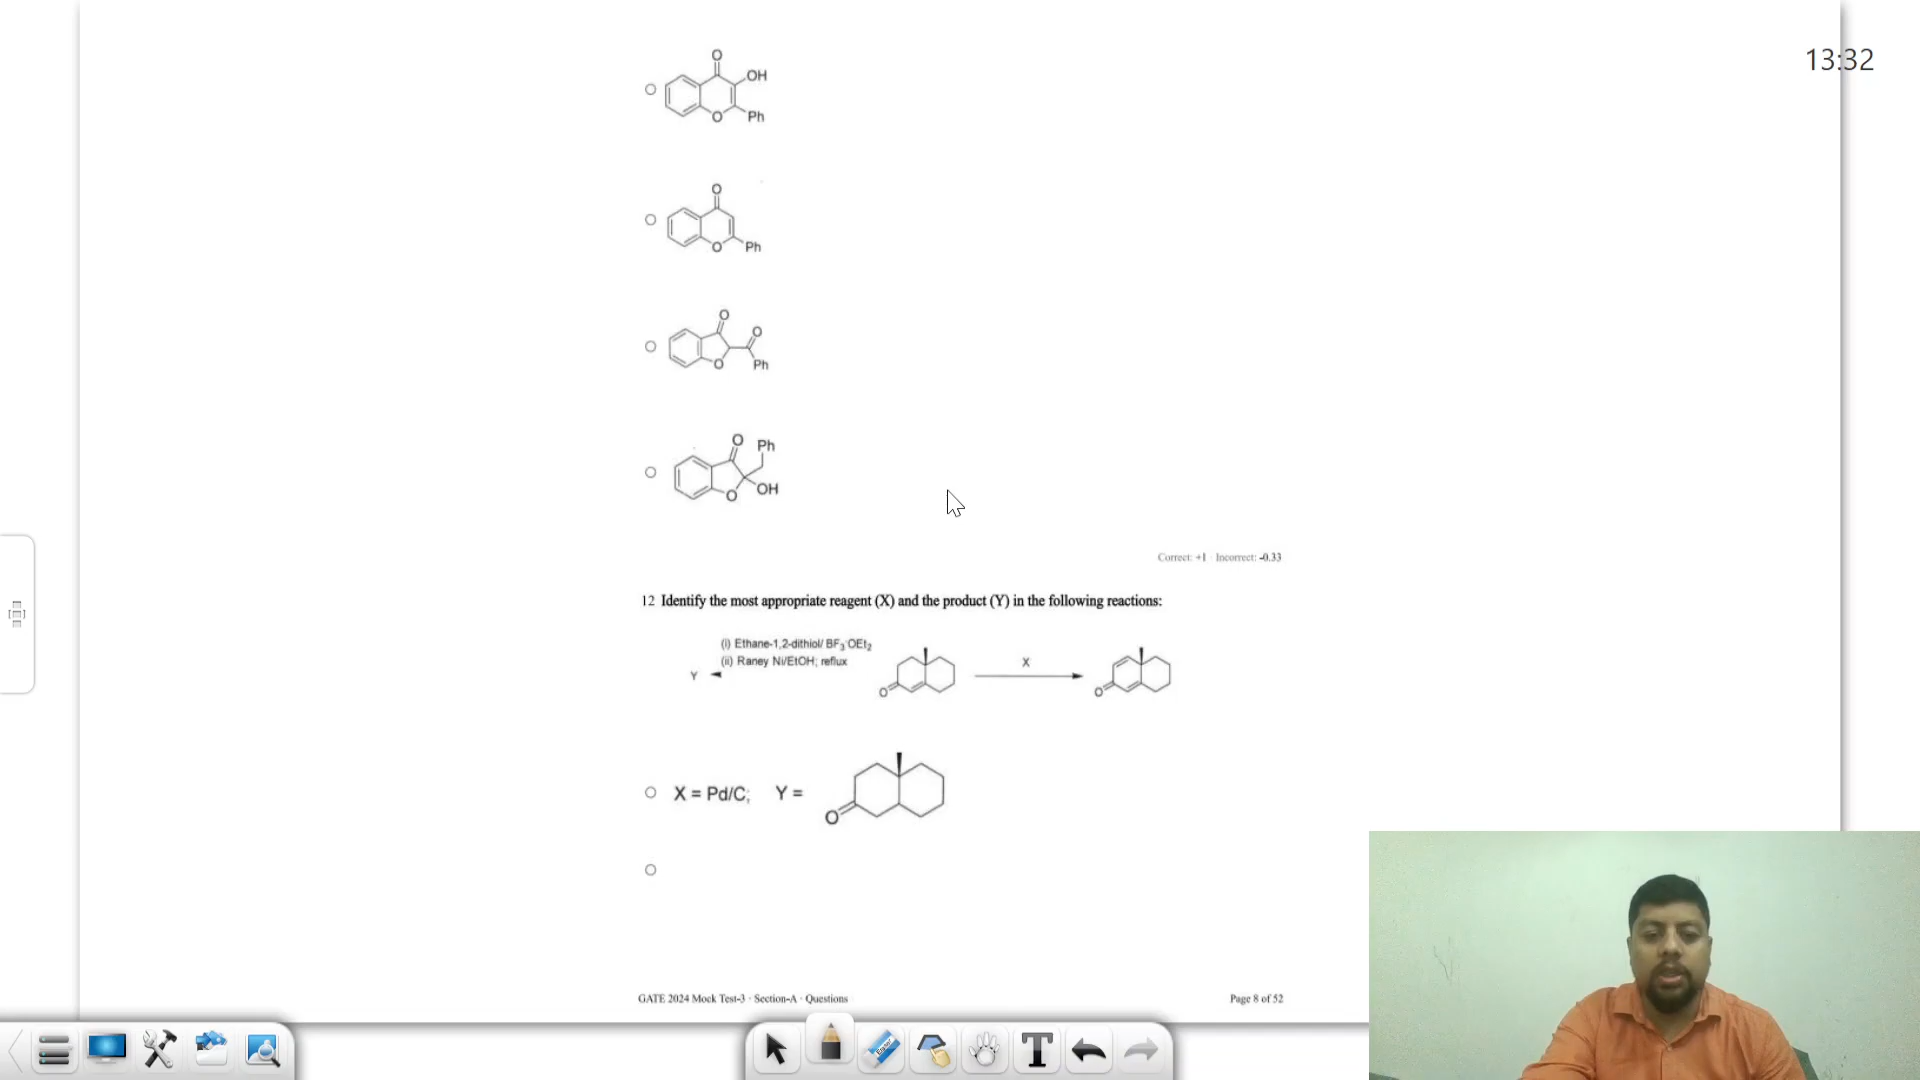 13:32
O
OH
O
Ph
O
O
Ph
O
O
O
Ph
O
Ph
O
OH
Correct: +1 · Incorrect: -0.33
12 Identify the most appropriate reagent (X) and the product (Y) in the following reactions:
(i) Ethane-1,2-dithiol/ BF3·OEt2
(ii) Raney Ni/EtOH; reflux
Y
O
X
O
X = Pd/C; Y =
O
GATE 2024 Mock Test-3 · Section-A · Questions
Page 8 of 52
Eraser
T